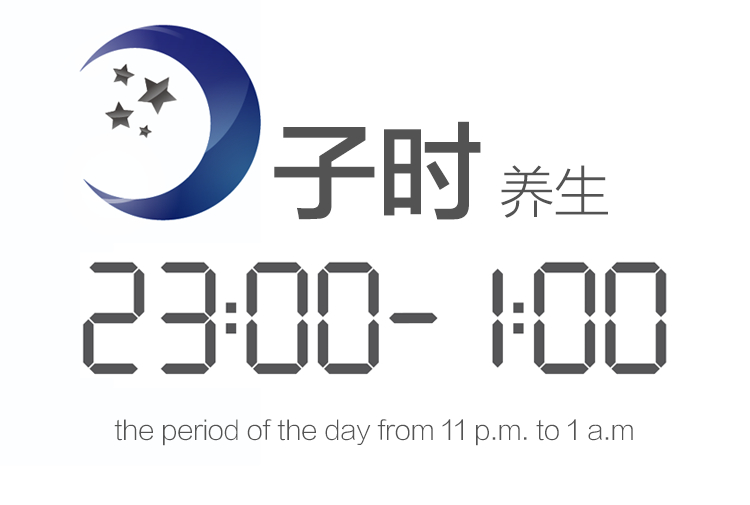 子时 养生
23:00- 1:00
the period of the day from 11 p.m. to 1 a.m